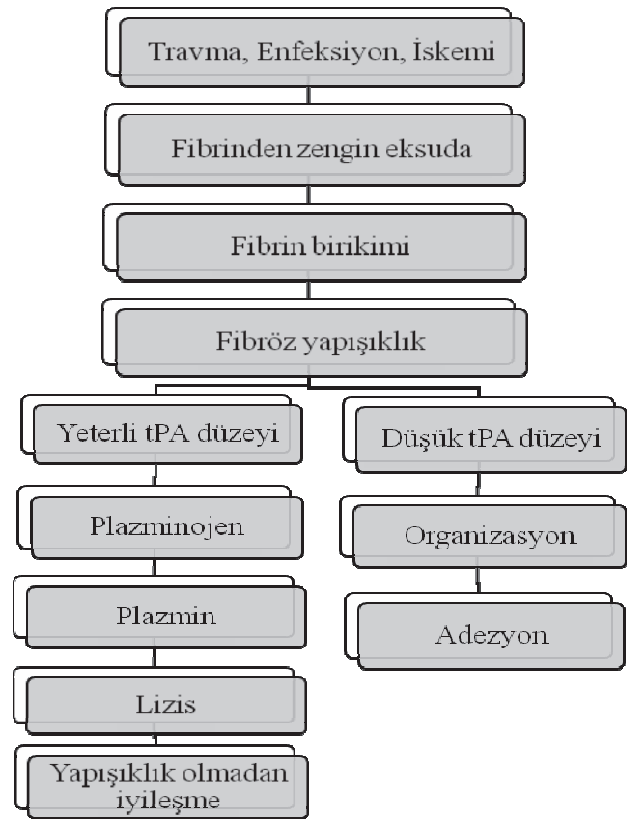 Travma, Enfeksiyon, İskemi
Fibrinden zengin eksuda
Fibrin birikimi
Fibröz yapışıklık
Yeterli tPA düzeyi
Plazminojen
Plazmin
Lizis
Yapışıklık olmadan
iyileşme
Düşük tPA düzeyi
Organizasyon
Adezyon